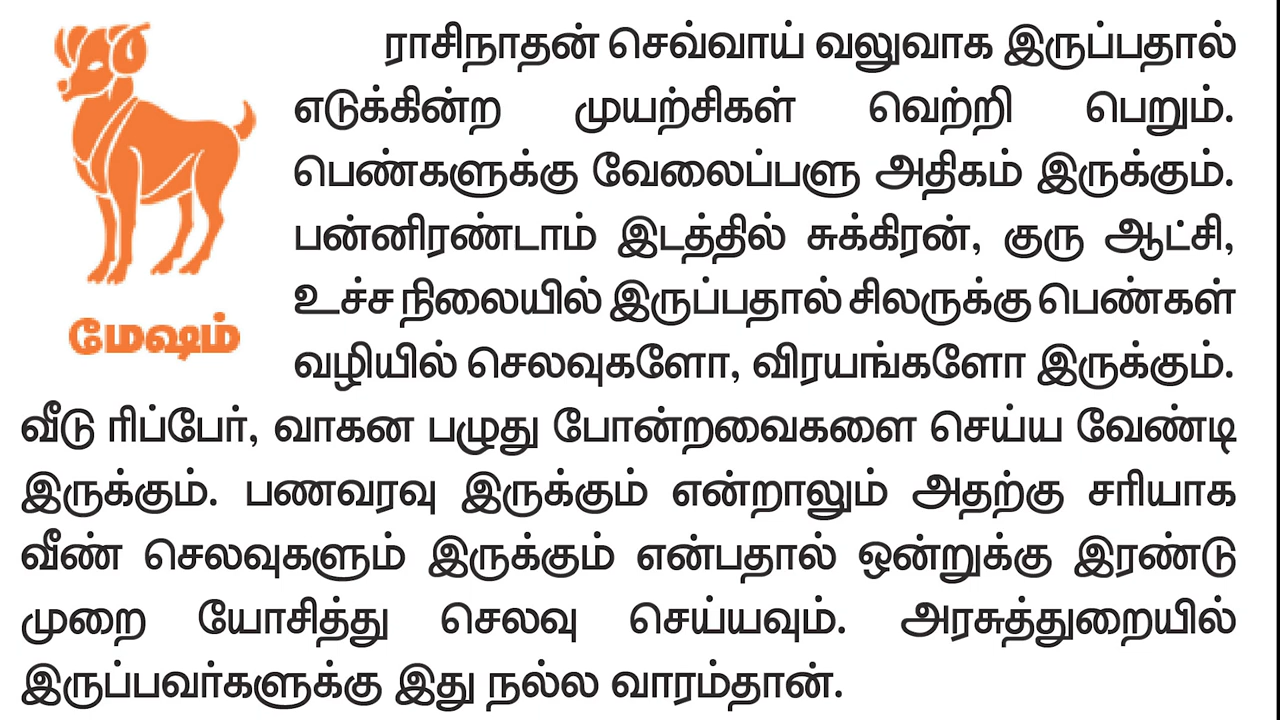 ராசிநாதன் செவ்வாய் வலுவாக இருப்பதால்
எடுக்கின்ற முயற்சிகள் வெற்றி பெறும்.
பெண்களுக்கு வேலைப்பளு அதிகம் இருக்கும்.
பன்னிரண்டாம் இடத்தில் சுக்கிரன், குரு ஆட்சி,
உச்ச நிலையில் இருப்பதால் சிலருக்கு பெண்கள்
வழியில் செலவுகளோ, விரயங்களோ இருக்கும்.
மேஷம்
வீடு ரிப்பேர், வாகன பழுது போன்றவைகளை செய்ய வேண்டி
இருக்கும். பணவரவு இருக்கும் என்றாலும் அதற்கு சரியாக
வீண் செலவுகளும் இருக்கும் என்பதால் ஒன்றுக்கு இரண்டு
முறை யோசித்து செலவு செய்யவும். அரசுத்துறையில்
இருப்பவர்களுக்கு இது நல்ல வாரம்தான்.